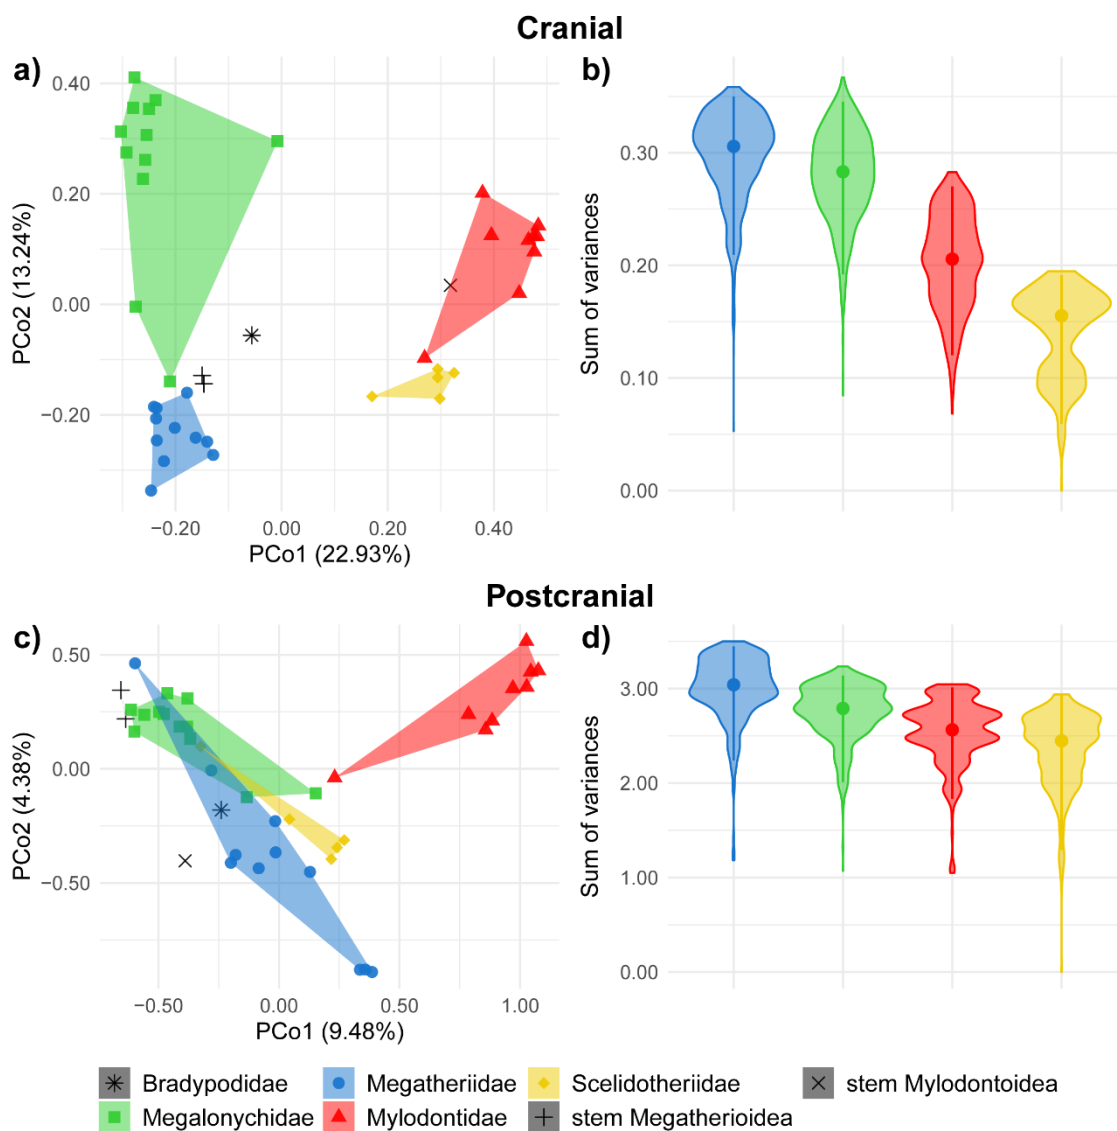 Cranial
a)
b)
0.40
0.20
0.00
−0.20
PCo2 (13.24%)
−0.20 0.00 0.20 0.40
PCo1 (22.93%)
0.30
0.20
0.10
0.00
Sum of variances
Postcranial
c)
d)
0.50
0.00
−0.50
PCo2 (4.38%)
−0.50 0.00 0.50 1.00
PCo1 (9.48%)
3.00
2.00
1.00
0.00
Sum of variances
Bradypodidae Megatheriidae Scelidotheriidae stem Mylodontoidea
Megalonychidae Mylodontidae stem Megatherioidea